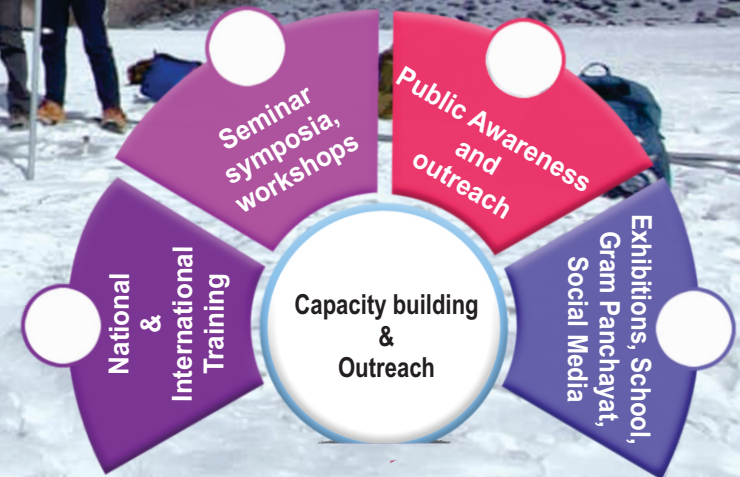 National
&
International
Training
Seminar
symposia,
workshops
Public Awareness
and
outreach
Exhibitions, School,
Gram Panchayat,
Social Media
Capacity building
&
Outreach